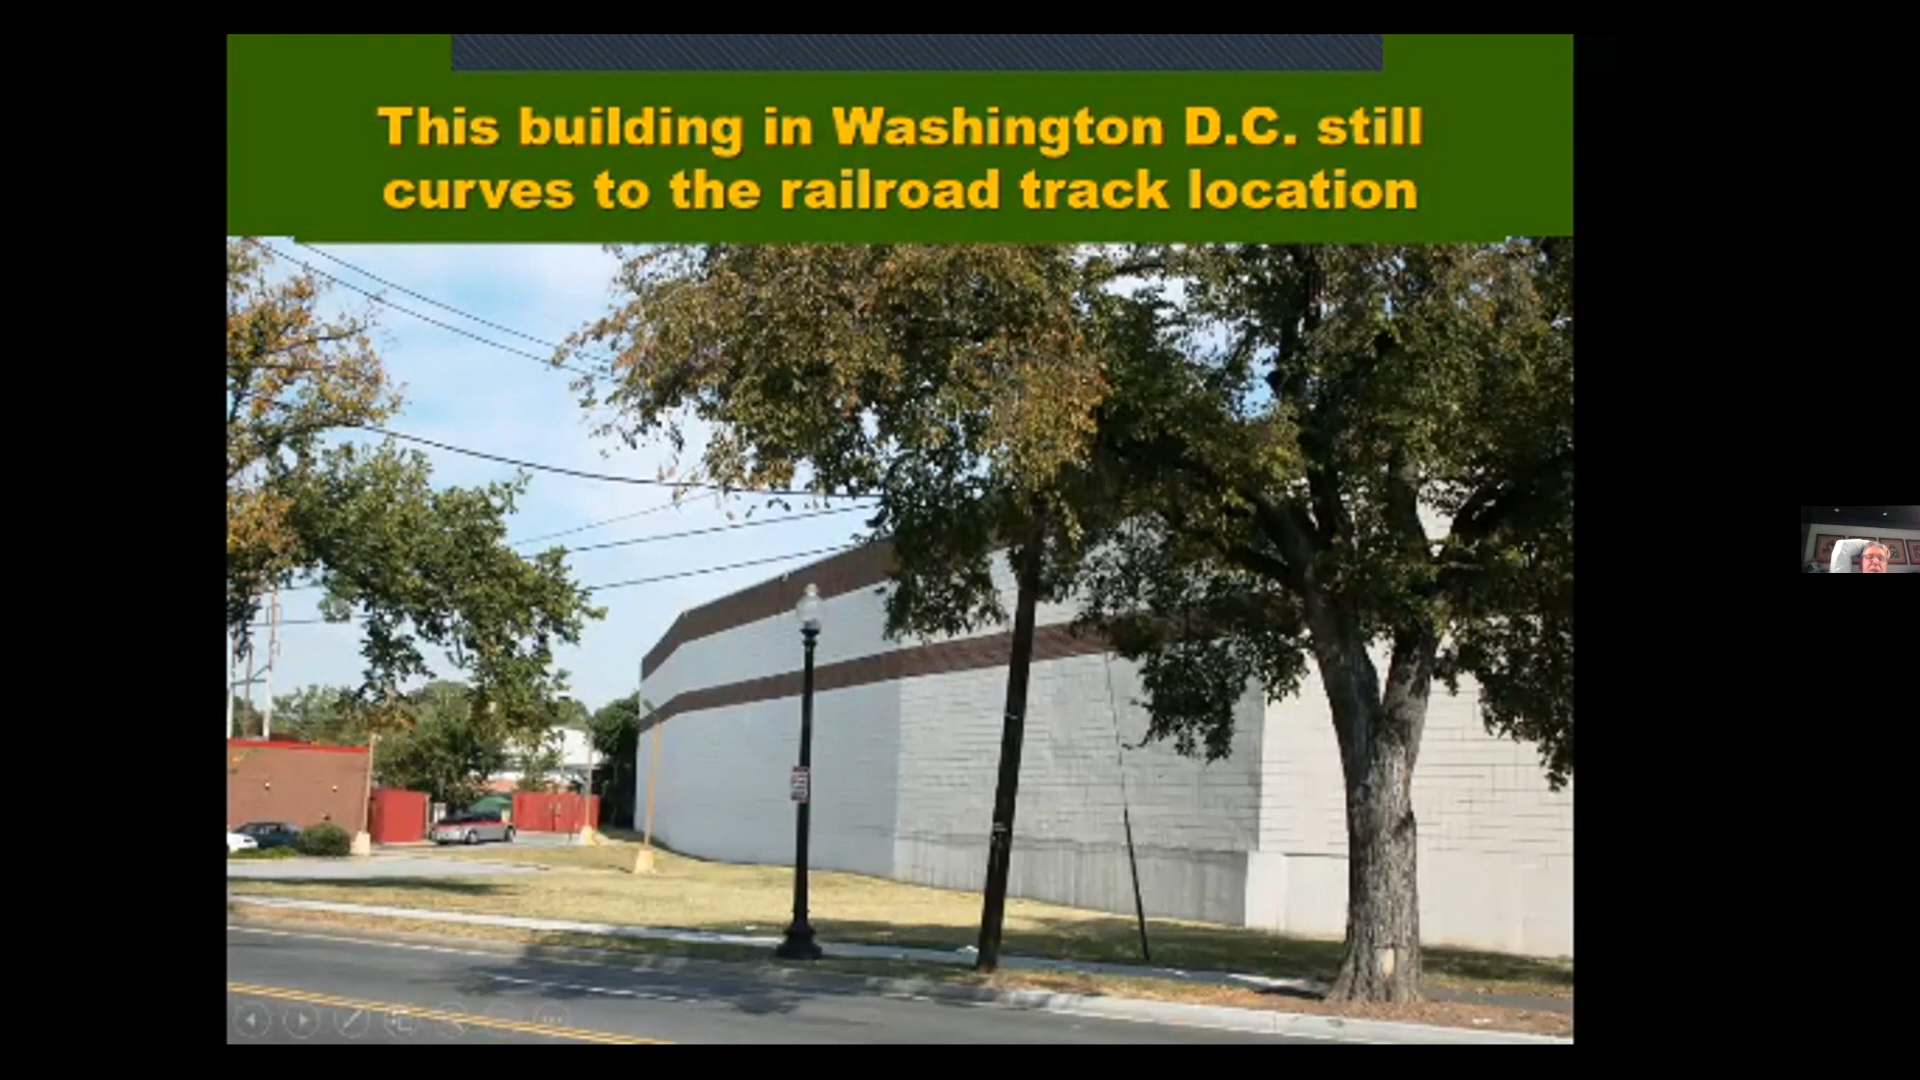 This building in Washington D.C. still
curves to the railroad track location